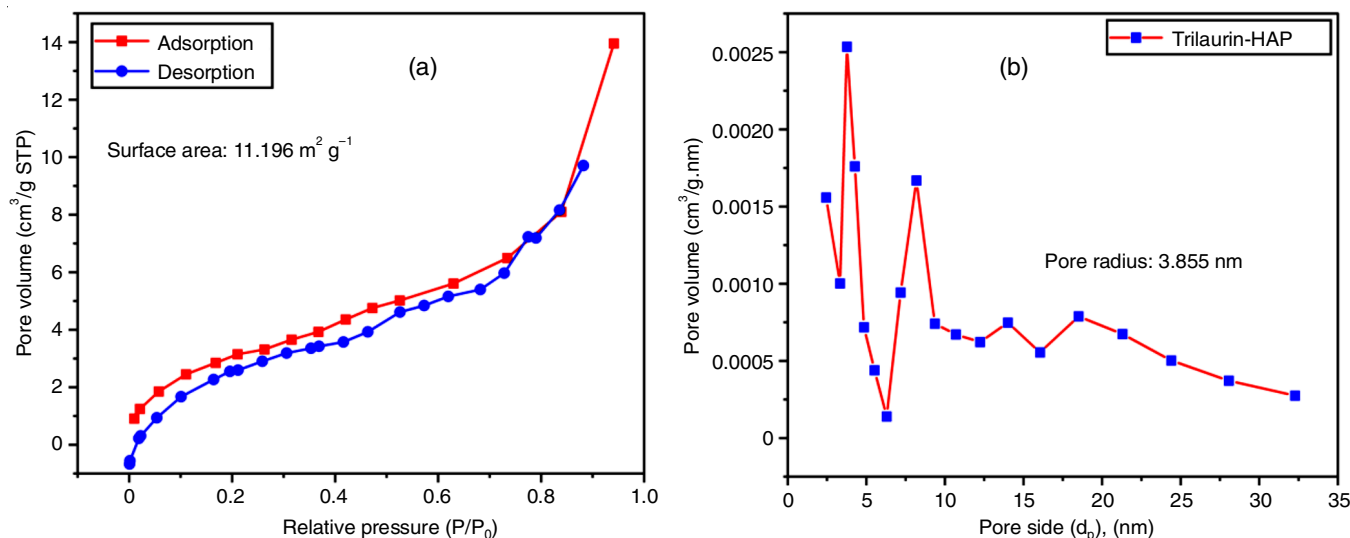 Adsorption
Desorption
(a)
Surface area: 11.196 m² g⁻¹
Pore volume (cm³/g STP)
14
12
10
8
6
4
2
0
0 0.2 0.4 0.6 0.8 1.0
Relative pressure (P/P₀)
Trilaurin-HAP
(b)
Pore radius: 3.855 nm
Pore volume (cm³/g.nm)
0.0025
0.0020
0.0015
0.0010
0.0005
0
0 5 10 15 20 25 30 35
Pore side (dₚ), (nm)